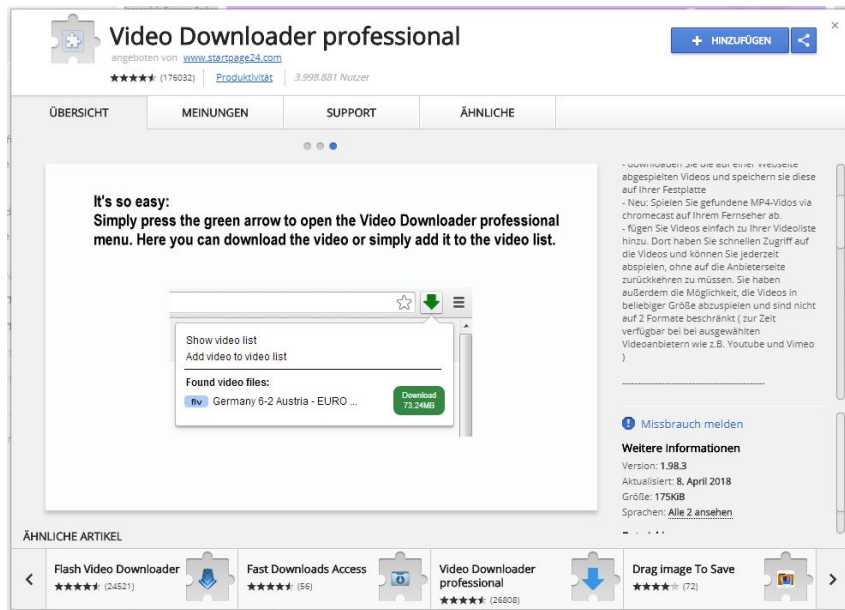 Video Downloader professional
angeboten von www.startpage24.com
(176032) Produktivität 3.998.881 Nutzer
+ HINZUFÜGEN
ÜBERSICHT MEINUNGEN SUPPORT ÄHNLICHE
It's so easy:
Simply press the green arrow to open the Video Downloader professional
menu. Here you can download the video or simply add it to the video list.
Show video list
Add video to video list
Found video files:
flv Germany 6-2 Austria - EURO ...
Download
73.24MB
- downloaden Sie die auf einer Webseite
abgespielten Videos und speichern sie diese
auf Ihrer Festplatte
- Neu: Spielen Sie gefundene MP4-Vidos via
chromecast auf Ihrem Fernseher ab.
- fügen Sie Videos einfach zu Ihrer Videoliste
hinzu. Dort haben Sie schnellen Zugriff auf
die Videos und können Sie jederzeit
abspielen, ohne auf die Anbieterseite
zurückkehren zu müssen. Sie haben
außerdem die Möglichkeit, die Videos in
beliebiger Größe abzuspielen und sind nicht
auf 2 Formate beschränkt ( zur Zeit
verfügbar bei bei ausgewählten
Videoanbietern wie z.B. Youtube und Vimeo
)
Missbrauch melden
Weitere Informationen
Version: 1.98.3
Aktualisiert: 8. April 2018
Größe: 175KiB
Sprachen: Alle 2 ansehen
ÄHNLICHE ARTIKEL
Flash Video Downloader
(24521)
Fast Downloads Access
(56)
Video Downloader
professional
(26808)
Drag image To Save
(72)